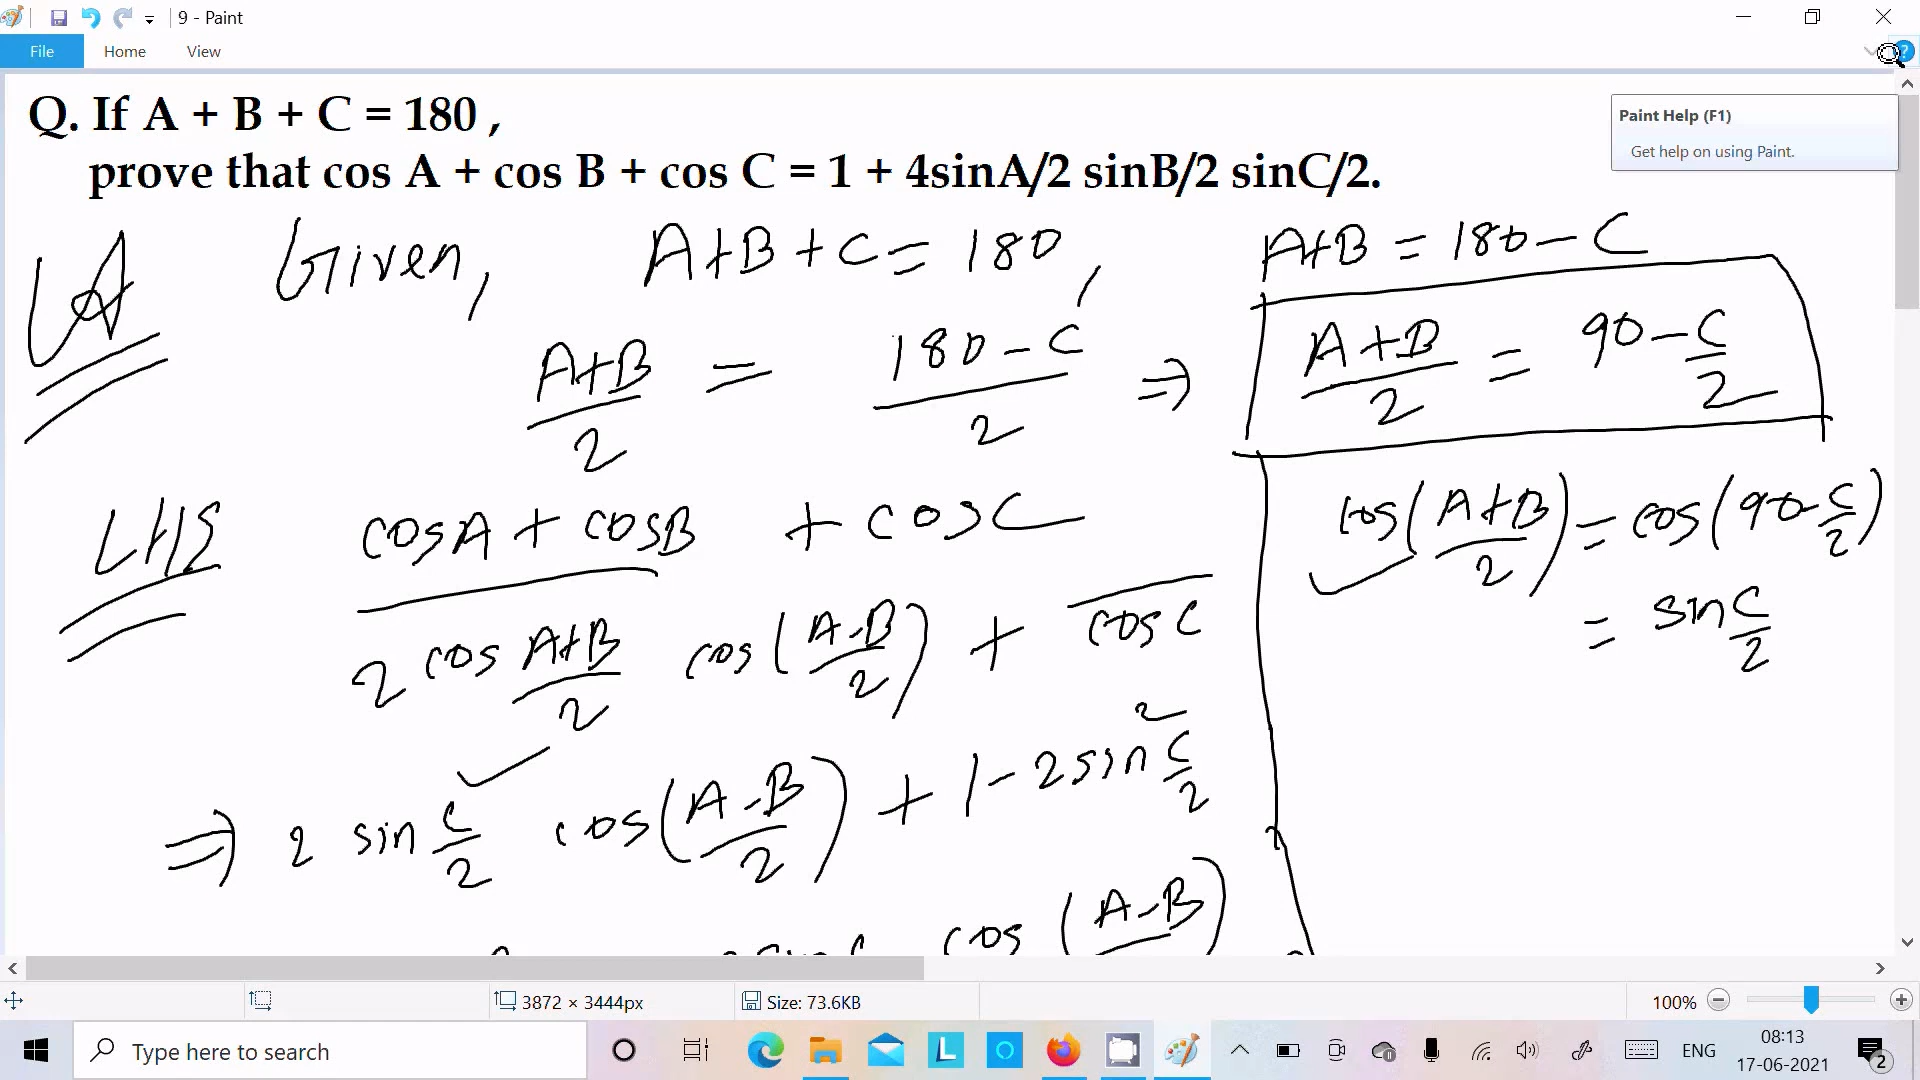 9 - Paint
File Home View
Paint Help (F1)
Get help on using Paint.
Q. If A + B + C = 180 ,
prove that cos A + cos B + cos C = 1 + 4sinA/2 sinB/2 sinC/2.
Given, A+B+C = 180, A+B = 180 - C
A+B/2 = 180 - C/2 ⇒ A+B/2 = 90 - C/2
LHS cosA + cosB + cosC
cos(A+B/2) = cos(90 - C/2)
= sin C/2
2 cos A+B/2 cos(A-B/2) + cos C
⇒ 2 sin C/2 cos(A-B/2) + 1 - 2 sin² C/2
cos (A-B
3872 × 3444px Size: 73.6KB 100%
Type here to search
ENG 08:13
17-06-2021
2